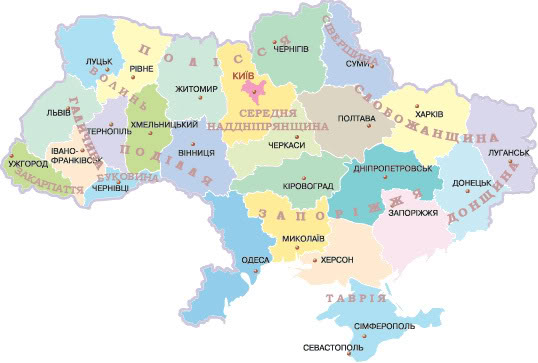 ПОЛІССЯ
СІВЕРЩИНА
ЧЕРНІГІВ
ЛУЦЬК
РІВНЕ
СУМИ
КИЇВ
ВОЛИНЬ
ЖИТОМИР
ЛЬВІВ
ГАЛИЧИНА
ТЕРНОПІЛЬ
ХМЕЛЬНИЦЬКИЙ
СЕРЕДНЯ
НАДДНІПРЯНЩИНА
ПОЛТАВА
ХАРКІВ
СЛОБОЖАНЩИНА
ІВАНО-
ФРАНКІВСЬК
ПОДІЛЛЯ
ВІННИЦЯ
ЧЕРКАСИ
УЖГОРОД
ЗАКАРПАТТЯ
БУКОВИНА
ЧЕРНІВЦІ
КІРОВОГРАД
ДНІПРОПЕТРОВСЬК
ЛУГАНСЬК
ДОНЕЦЬК
ДОНЩИНА
ЗАПОРІЖЖЯ
ЗАПОРІЖЖЯ
МИКОЛАЇВ
ОДЕСА
ХЕРСОН
ТАВРІЯ
СІМФЕРОПОЛЬ
СЕВАСТОПОЛЬ